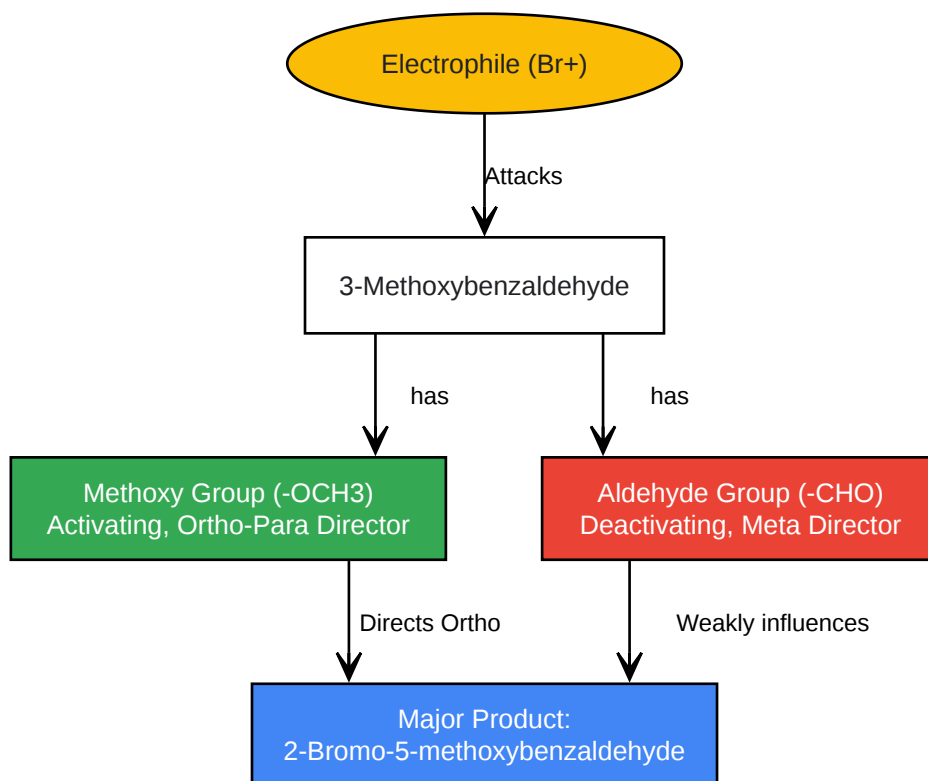 Electrophile (Br+)
Attacks
3-Methoxybenzaldehyde
has
has
Methoxy Group (-OCH3)
Activating, Ortho-Para Director
Aldehyde Group (-CHO)
Deactivating, Meta Director
Directs Ortho
Weakly influences
Major Product:
2-Bromo-5-methoxybenzaldehyde